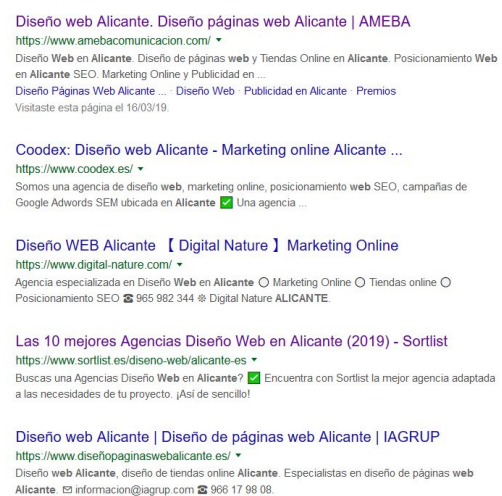 Diseño web Alicante. Diseño páginas web Alicante | AMEBA
https://www.amebacomunicacion.com/ ▾
Diseño Web en Alicante. Diseño de páginas web y Tiendas Online en Alicante. Posicionamiento Web
en Alicante SEO. Marketing Online y Publicidad en ...
Diseño Páginas Web Alicante ... · Diseño Web · Publicidad en Alicante · Premios
Visitaste esta página el 16/03/19.
Coodex: Diseño web Alicante - Marketing online Alicante ...
https://www.coodex.es/ ▾
Somos una agencia de diseño web, marketing online, posicionamiento web SEO, campañas de
Google Adwords SEM ubicada en Alicante ✅ Una agencia ...
Diseño WEB Alicante 【 Digital Nature 】 Marketing Online
https://www.digital-nature.com/ ▾
Agencia especializada en Diseño Web en Alicante ◯ Marketing Online ◯ Tiendas online ◯
Posicionamiento SEO ☎ 965 982 344 ❊ Digital Nature ALICANTE.
Las 10 mejores Agencias Diseño Web en Alicante (2019) - Sortlist
https://www.sortlist.es/diseno-web/alicante-es ▾
Buscas una Agencias Diseño Web en Alicante? ✅ Encuentra con Sortlist la mejor agencia adaptada
a las necesidades de tu proyecto. ¡Así de sencillo!
Diseño web Alicante | Diseño de páginas web Alicante | IAGRUP
https://www.diseñopaginaswebalicante.es/ ▾
Diseño web Alicante, diseño de tiendas online Alicante. Especialistas en diseño de páginas web
Alicante. ✉ informacion@iagrup.com ☎ 966 17 98 08.